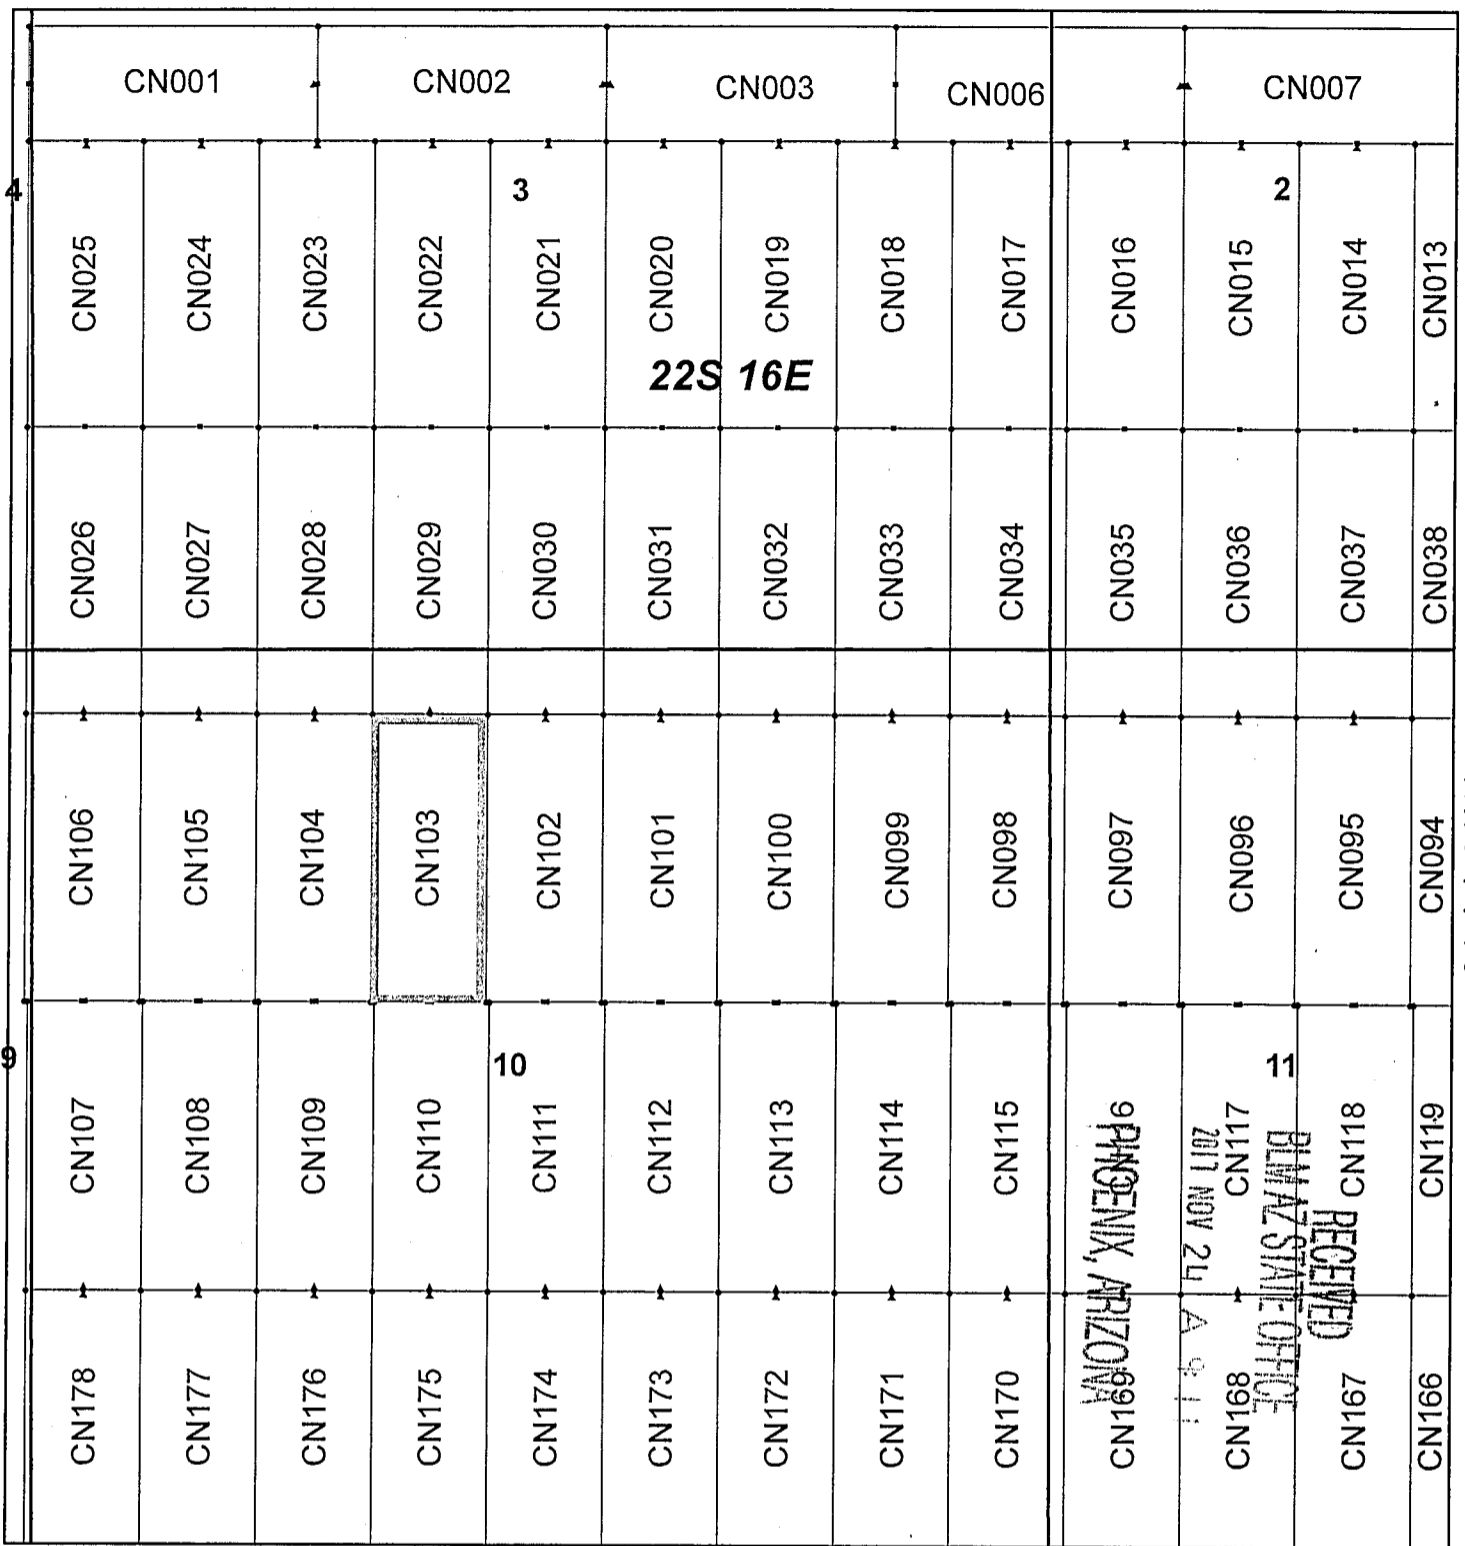 CN001 CN002 CN003 CN006 CN007
4 3 2
CN025 CN024 CN023 CN022 CN021 CN020 CN019 CN018 CN017 CN016 CN015 CN014 CN013
22S 16E
CN026 CN027 CN028 CN029 CN030 CN031 CN032 CN033 CN034 CN035 CN036 CN037 CN038
CN106 CN105 CN104 CN103 CN102 CN101 CN100 CN099 CN098 CN097 CN096 CN095 CN094
9 10 11
CN107 CN108 CN109 CN110 CN111 CN112 CN113 CN114 CN115 CN117 CN118 CN119
CN178 CN177 CN176 CN175 CN174 CN173 CN172 CN171 CN170 CN169 CN168 CN167 CN166
RECEIVED
BLM AZ STATE OFFICE
2017 NOV 24 A 9:11
PHOENIX, ARIZONA